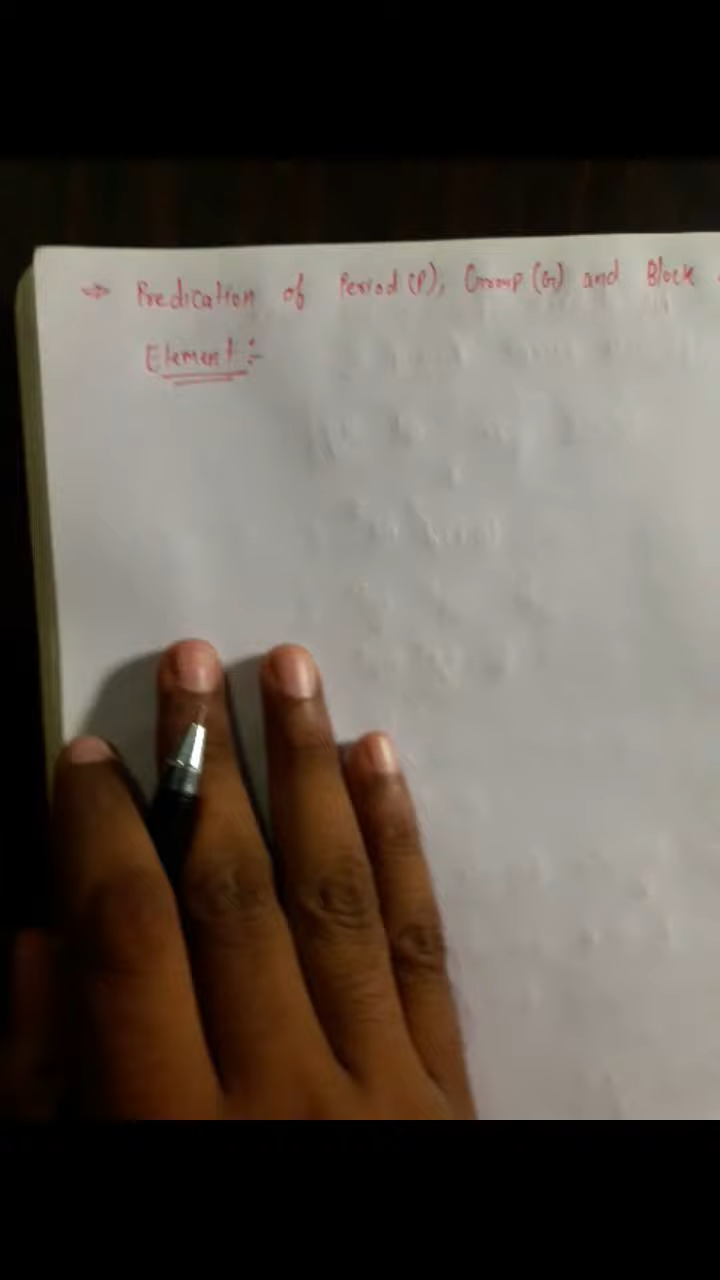 ⇒ Predication of Period (P), Group (G) and Block
Element :-